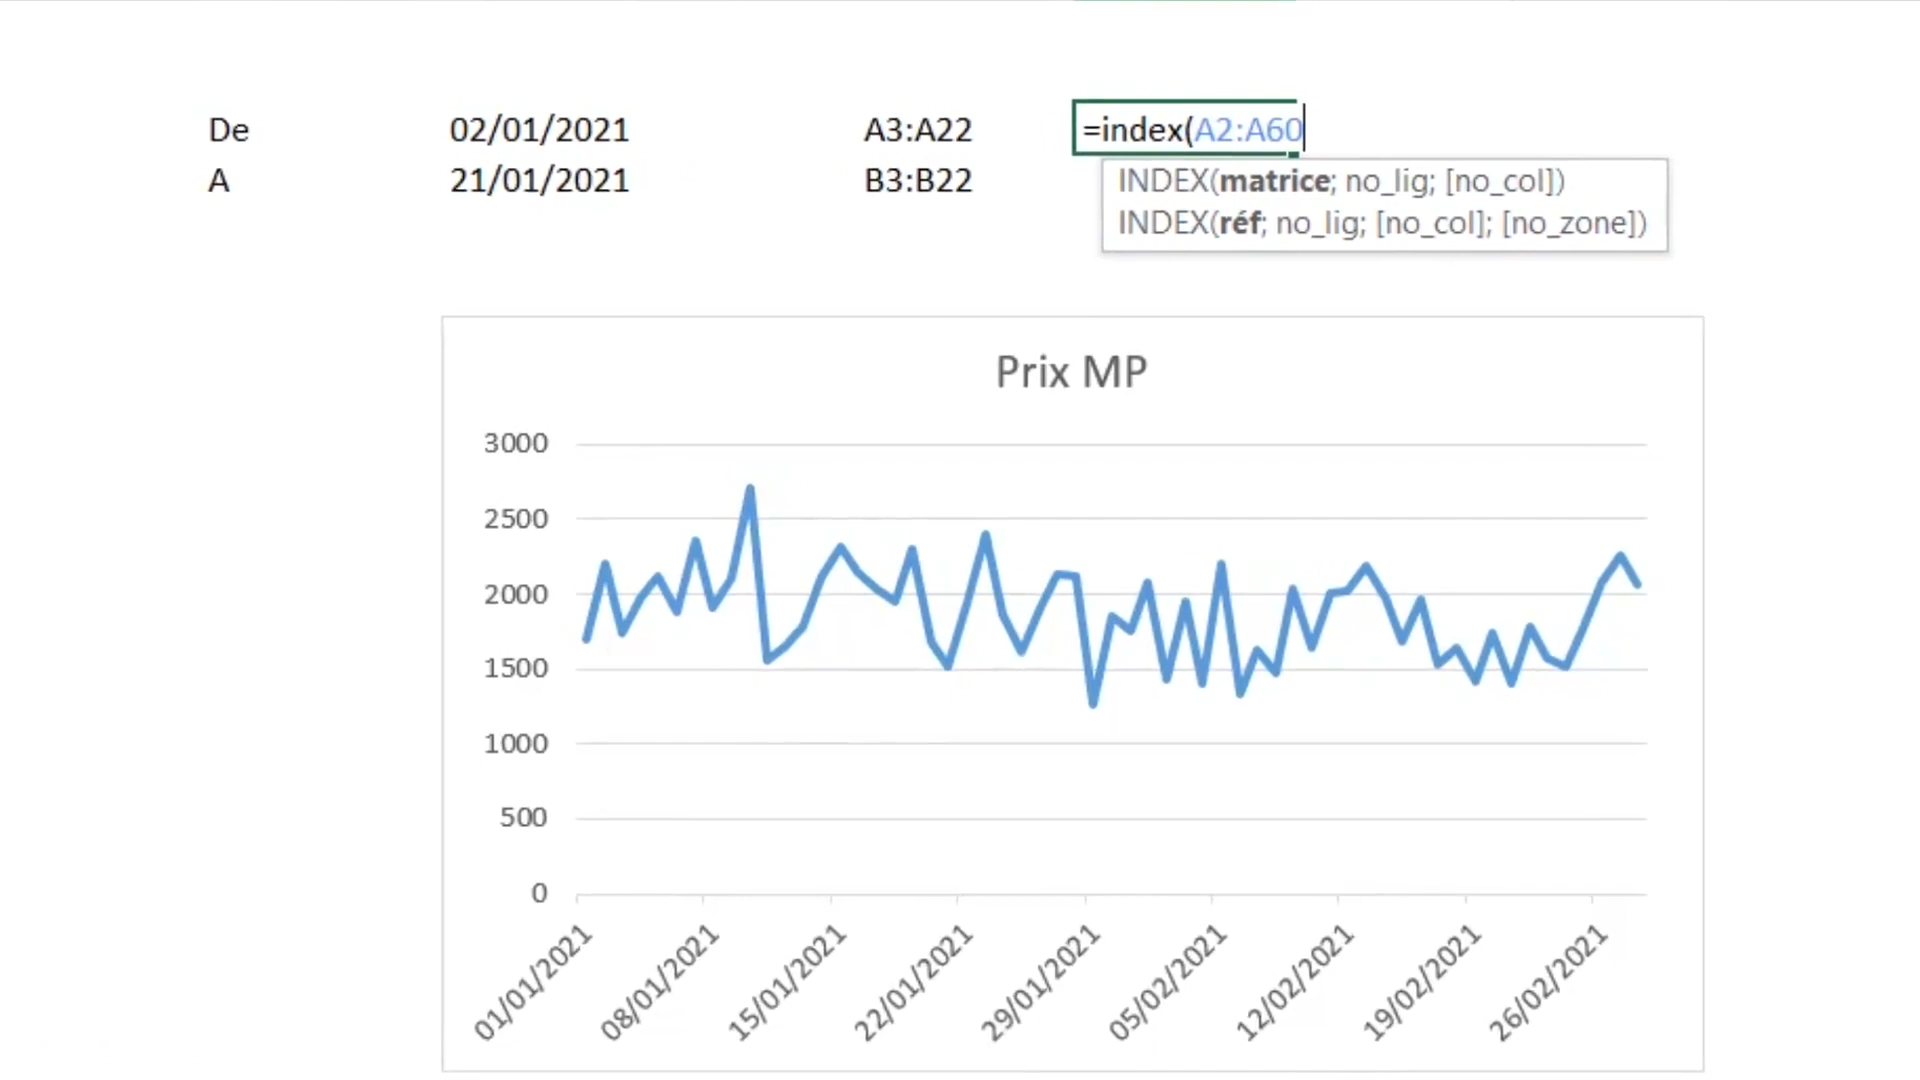 De 02/01/2021 A3:A22 =index(A2:A60
A 21/01/2021 B3:B22
INDEX(matrice; no_lig; [no_col])
INDEX(réf; no_lig; [no_col]; [no_zone])
Prix MP
3000
2500
2000
1500
1000
500
0
01/01/2021 08/01/2021 15/01/2021 22/01/2021 29/01/2021 05/02/2021 12/02/2021 19/02/2021 26/02/2021